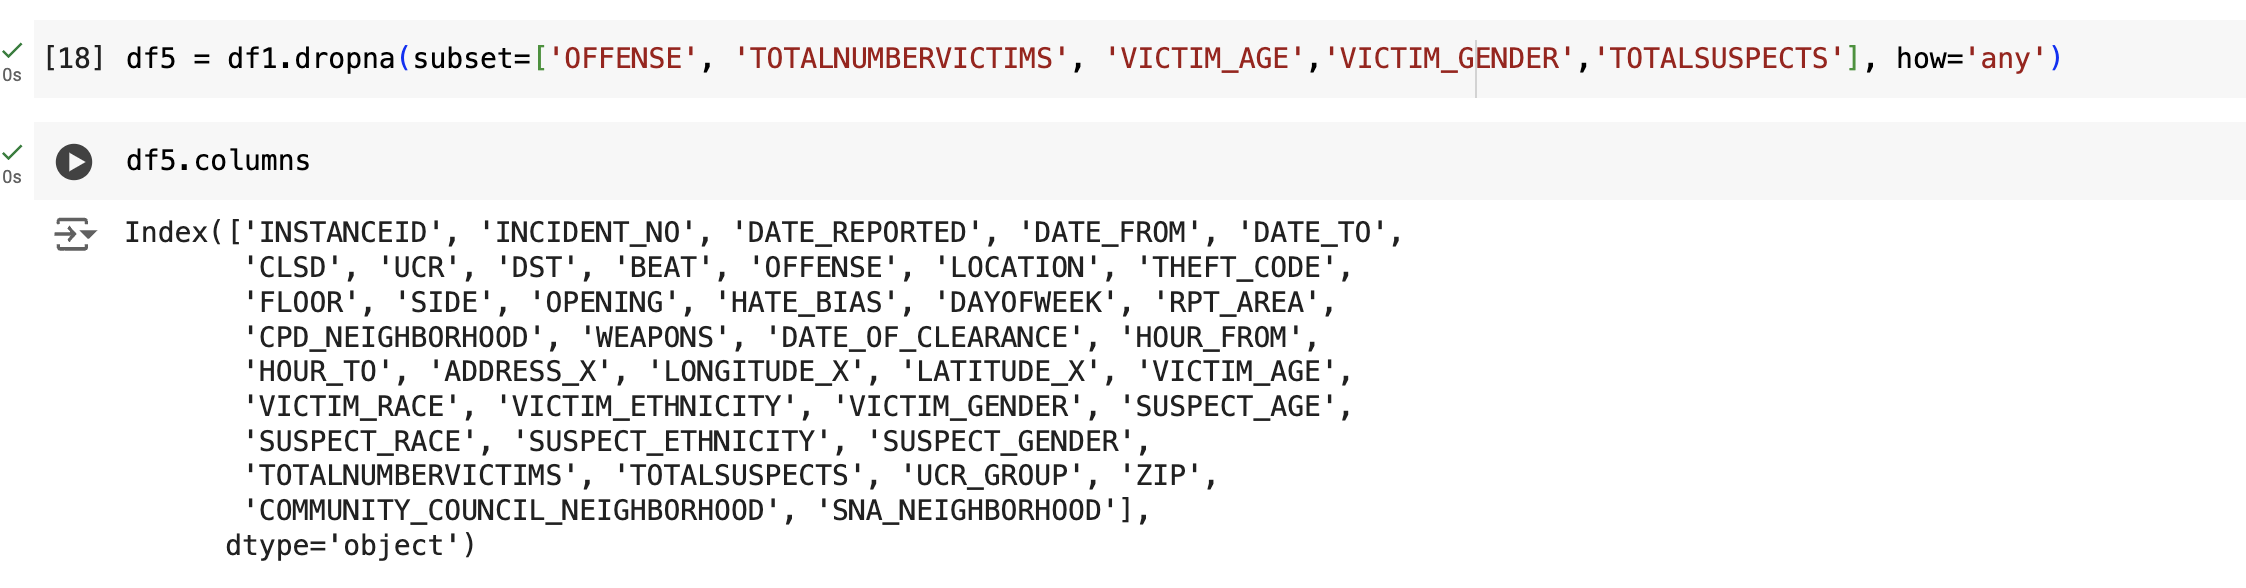 [18] df5 = df1.dropna(subset=['OFFENSE', 'TOTALNUMBERVICTIMS', 'VICTIM_AGE','VICTIM_GENDER','TOTALSUSPECTS'], how='any')
0s
df5.columns
0s
Index(['INSTANCEID', 'INCIDENT_NO', 'DATE_REPORTED', 'DATE_FROM', 'DATE_TO',
'CLSD', 'UCR', 'DST', 'BEAT', 'OFFENSE', 'LOCATION', 'THEFT_CODE',
'FLOOR', 'SIDE', 'OPENING', 'HATE_BIAS', 'DAYOFWEEK', 'RPT_AREA',
'CPD_NEIGHBORHOOD', 'WEAPONS', 'DATE_OF_CLEARANCE', 'HOUR_FROM',
'HOUR_TO', 'ADDRESS_X', 'LONGITUDE_X', 'LATITUDE_X', 'VICTIM_AGE',
'VICTIM_RACE', 'VICTIM_ETHNICITY', 'VICTIM_GENDER', 'SUSPECT_AGE',
'SUSPECT_RACE', 'SUSPECT_ETHNICITY', 'SUSPECT_GENDER',
'TOTALNUMBERVICTIMS', 'TOTALSUSPECTS', 'UCR_GROUP', 'ZIP',
'COMMUNITY_COUNCIL_NEIGHBORHOOD', 'SNA_NEIGHBORHOOD'],
dtype='object')